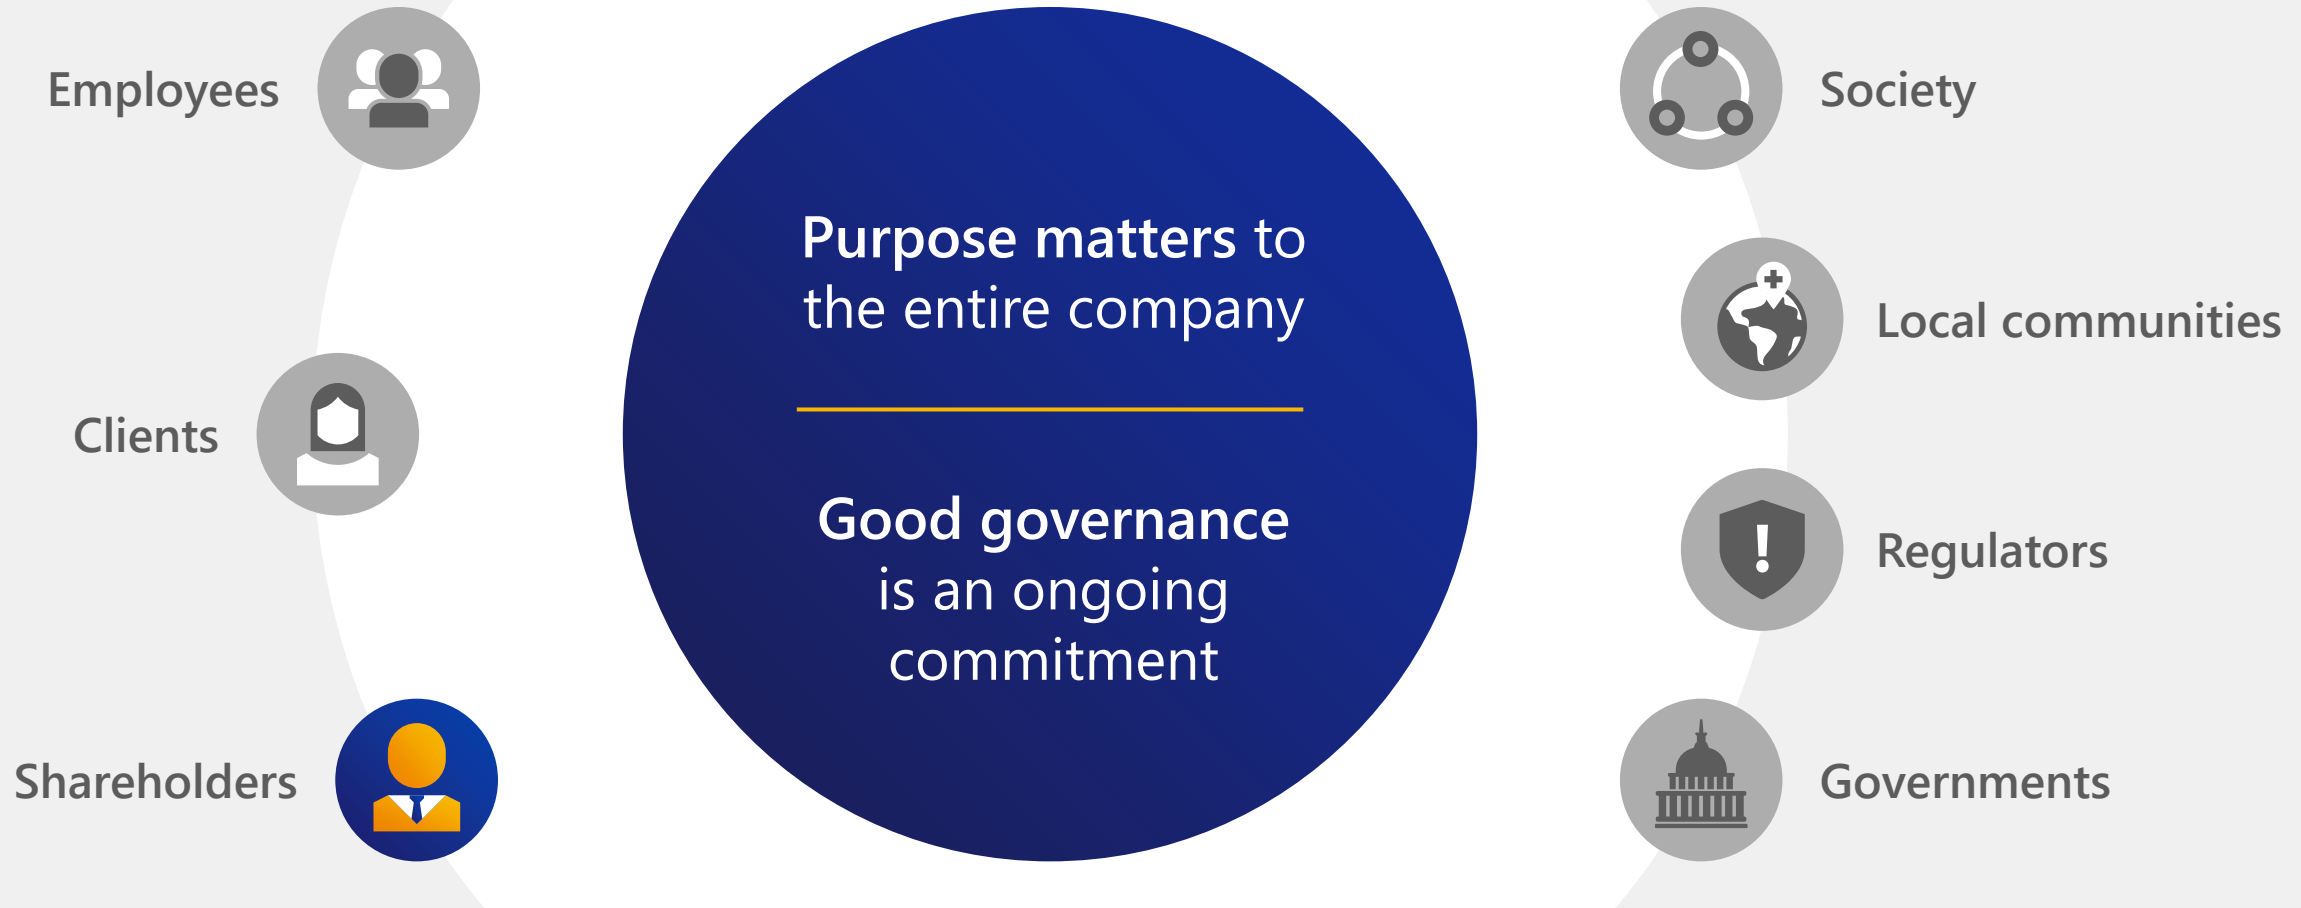 Employees
Clients
Shareholders
Purpose matters to
the entire company
Good governance
is an ongoing
commitment
Society
Local communities
Regulators
Governments